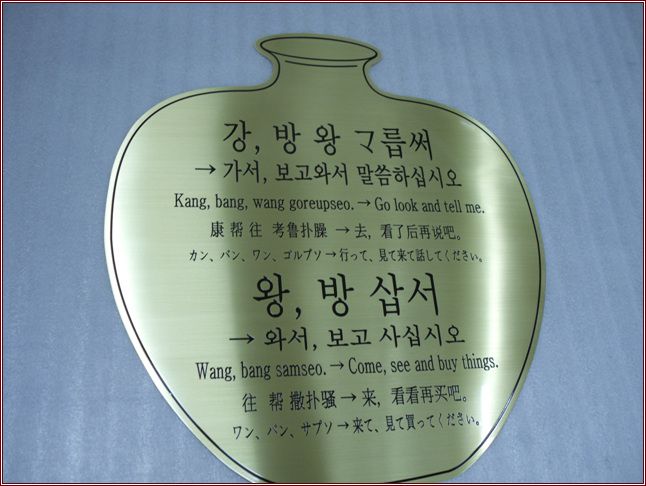 강, 방 왕 ᄀᆞ릅써
→ 가서, 보고와서 말씀하십시오
Kang, bang, wang goreupseo. → Go look and tell me.
康 帮 往 考鲁扑臊 → 去, 看了后再说吧。
カン、バン、ワン、ゴルプソ → 行って、見て来て話してください。
왕, 방 삽서
→ 와서, 보고 사십시오
Wang, bang samseo. → Come, see and buy things.
往 帮 撒扑骚 → 来, 看看再买吧。
ワン、バン、サプソ → 来て、見て買ってください。